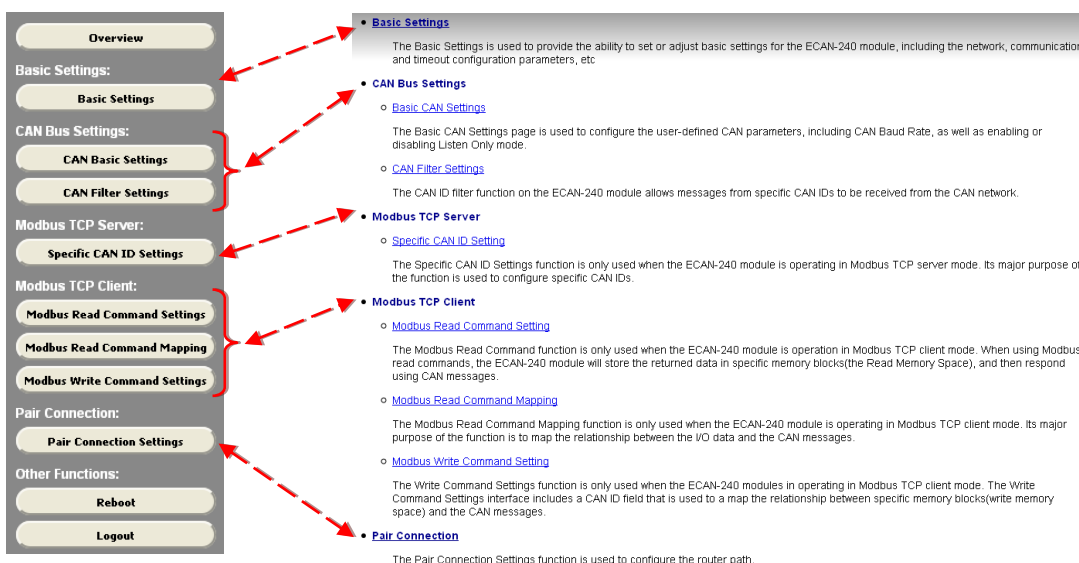 Overview
Basic Settings:
Basic Settings
CAN Bus Settings:
CAN Basic Settings
CAN Filter Settings
Modbus TCP Server:
Specific CAN ID Settings
Modbus TCP Client:
Modbus Read Command Settings
Modbus Read Command Mapping
Modbus Write Command Settings
Pair Connection:
Pair Connection Settings
Other Functions:
Reboot
Logout
Basic Settings
The Basic Settings is used to provide the ability to set or adjust basic settings for the ECAN-240 module, including the network, communication
and timeout configuration parameters, etc
CAN Bus Settings
Basic CAN Settings
The Basic CAN Settings page is used to configure the user-defined CAN parameters, including CAN Baud Rate, as well as enabling or
disabling Listen Only mode.
CAN Filter Settings
The CAN ID filter function on the ECAN-240 module allows messages from specific CAN IDs to be received from the CAN network.
Modbus TCP Server
Specific CAN ID Setting
The Specific CAN ID Settings function is only used when the ECAN-240 module is operating in Modbus TCP server mode. Its major purpose of
the function is used to configure specific CAN IDs.
Modbus TCP Client
Modbus Read Command Setting
The Modbus Read Command function is only used when the ECAN-240 module is operation in Modbus TCP client mode. When using Modbus
read commands, the ECAN-240 module will store the returned data in specific memory blocks(the Read Memory Space), and then respond
using CAN messages.
Modbus Read Command Mapping
The Modbus Read Command Mapping function is only used when the ECAN-240 module is operating in Modbus TCP client mode. Its major
purpose of the function is to map the relationship between the I/O data and the CAN messages.
Modbus Write Command Setting
The Write Command Settings function is only used when the ECAN-240 modules in operating in Modbus TCP client mode. The Write
Command Settings interface includes a CAN ID field that is used to a map the relationship between specific memory blocks(write memory
space) and the CAN messages.
Pair Connection
The Pair Connection Settings function is used to configure the router path.